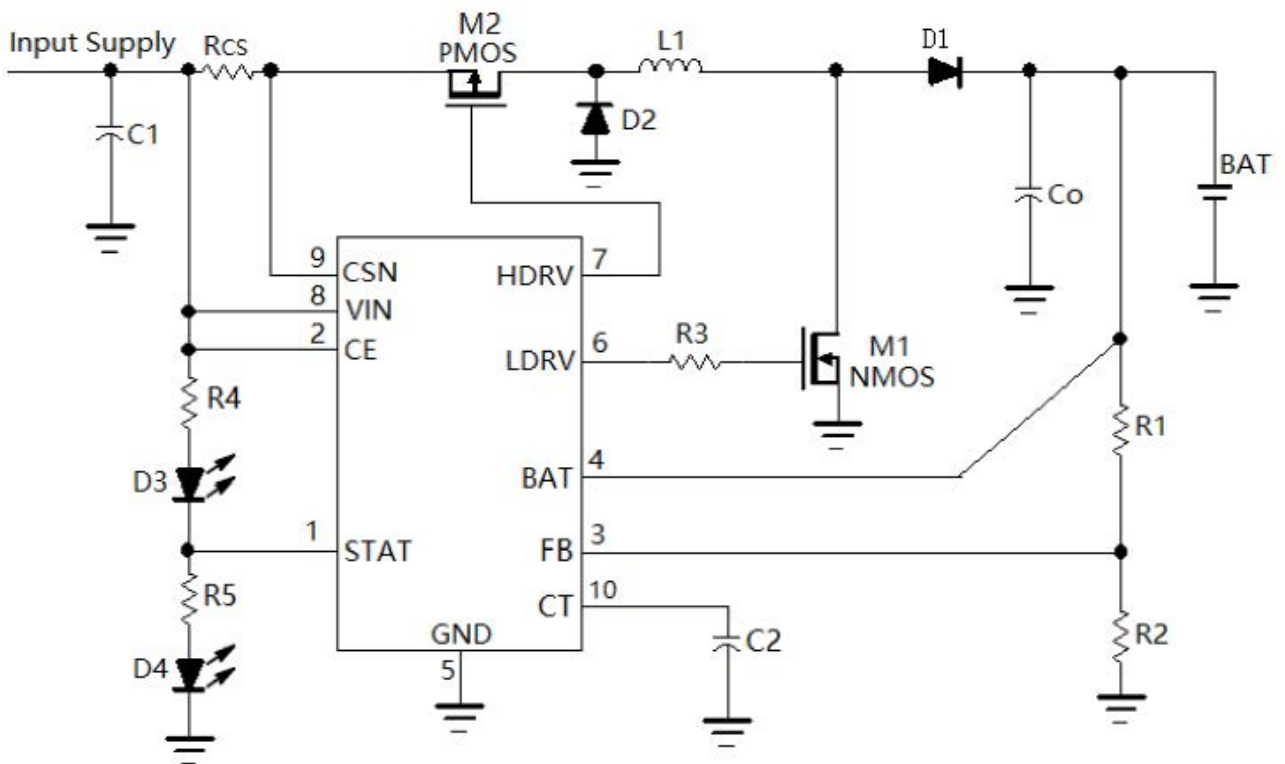 M2
PMOS
Input Supply
Rcs
L1
D1
C1
D2
Co
BAT
9
CSN
HDRV
7
8
VIN
2
CE
LDRV
6
R3
M1
NMOS
R4
R1
BAT
4
D3
1
STAT
FB
3
R5
CT
10
GND
C2
R2
D4
5